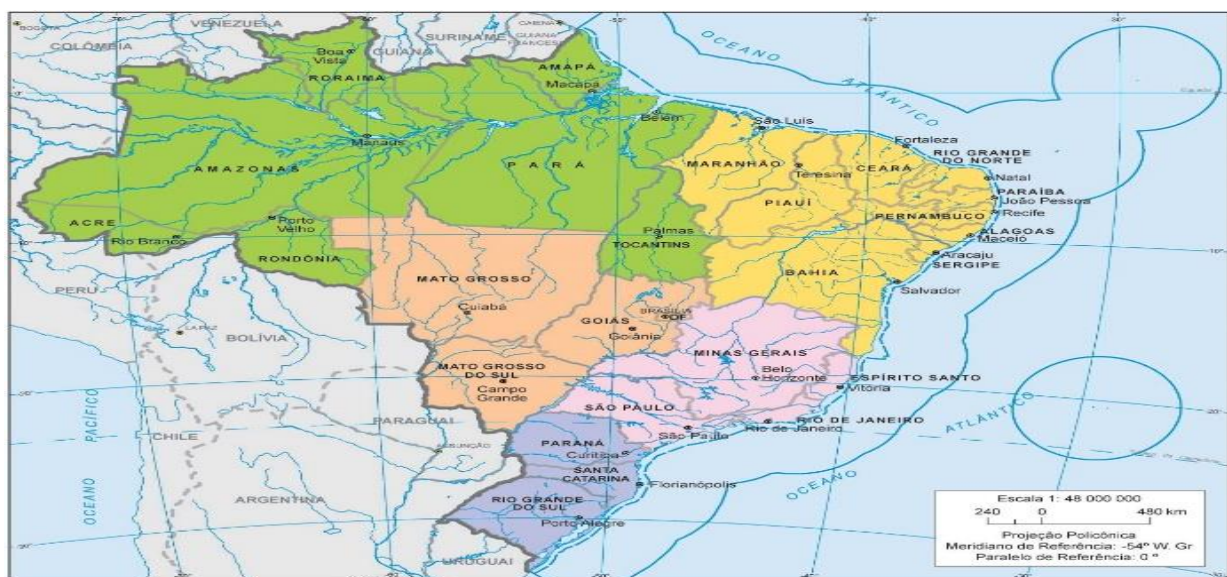 BOGOTÁ
VENEZUELA
CAIENA
COLÔMBIA
GUIANA
SURINAME
GUIANA
FRANCESA
OCEANO
ATLÂNTICO
Boa
Vista
RORAIMA
AMAPÁ
Macapá
Belém
São Luís
Fortaleza
RIO GRANDE
DO NORTE
Manaus
AMAZONAS
PARÁ
MARANHÃO
Teresina
CEARÁ
Natal
PARAÍBA
João Pessoa
PIAUÍ
PERNAMBUCO
Recife
ACRE
Porto
Velho
Rio Branco
RONDÔNIA
Palmas
TOCANTINS
ALAGOAS
Maceió
Aracaju
SERGIPE
MATO GROSSO
BAHIA
Salvador
PERU
Cuiabá
GOIÁS
BRASÍLIA
DF
Goiânia
LA PAZ
BOLÍVIA
MINAS GERAIS
MATO GROSSO
DO SUL
Campo
Grande
Belo
Horizonte
ESPÍRITO SANTO
Vitória
SÃO PAULO
São Paulo
RIO DE JANEIRO
Rio de Janeiro
PARAGUAI
ASSUNÇÃO
CHILE
PARANÁ
Curitiba
SANTA
CATARINA
Florianópolis
ARGENTINA
RIO GRANDE
DO SUL
Porto Alegre
URUGUAI
OCEANO PACÍFICO
OCEANO
ATLÂNTICO
Escala 1: 48 000 000
240 0 480 km
Projeção Policônica
Meridiano de Referência: -54º W. Gr
Paralelo de Referência: 0 º